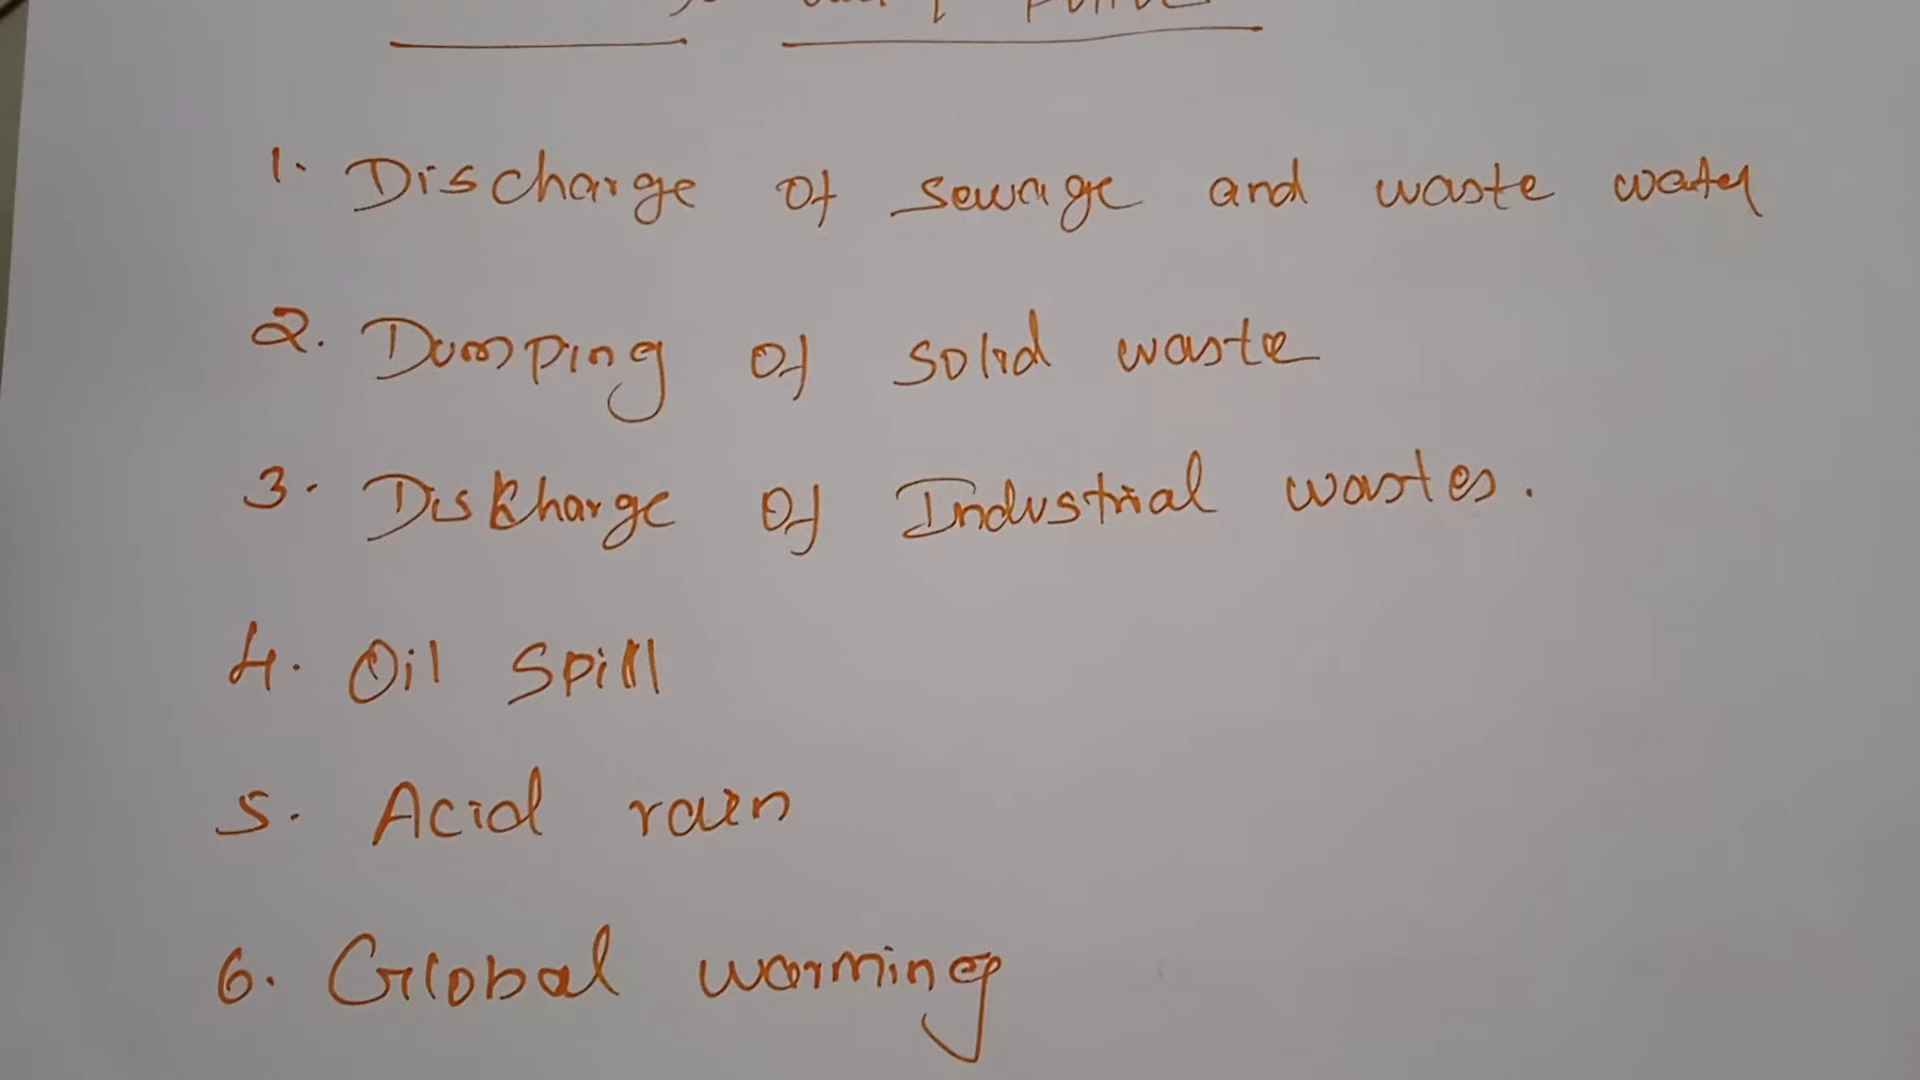 1. Discharge of sewage and waste water
2. Dumping of solid waste
3. Discharge of Industrial wastes.
4. Oil Spill
5. Acid rain
6. Global warming